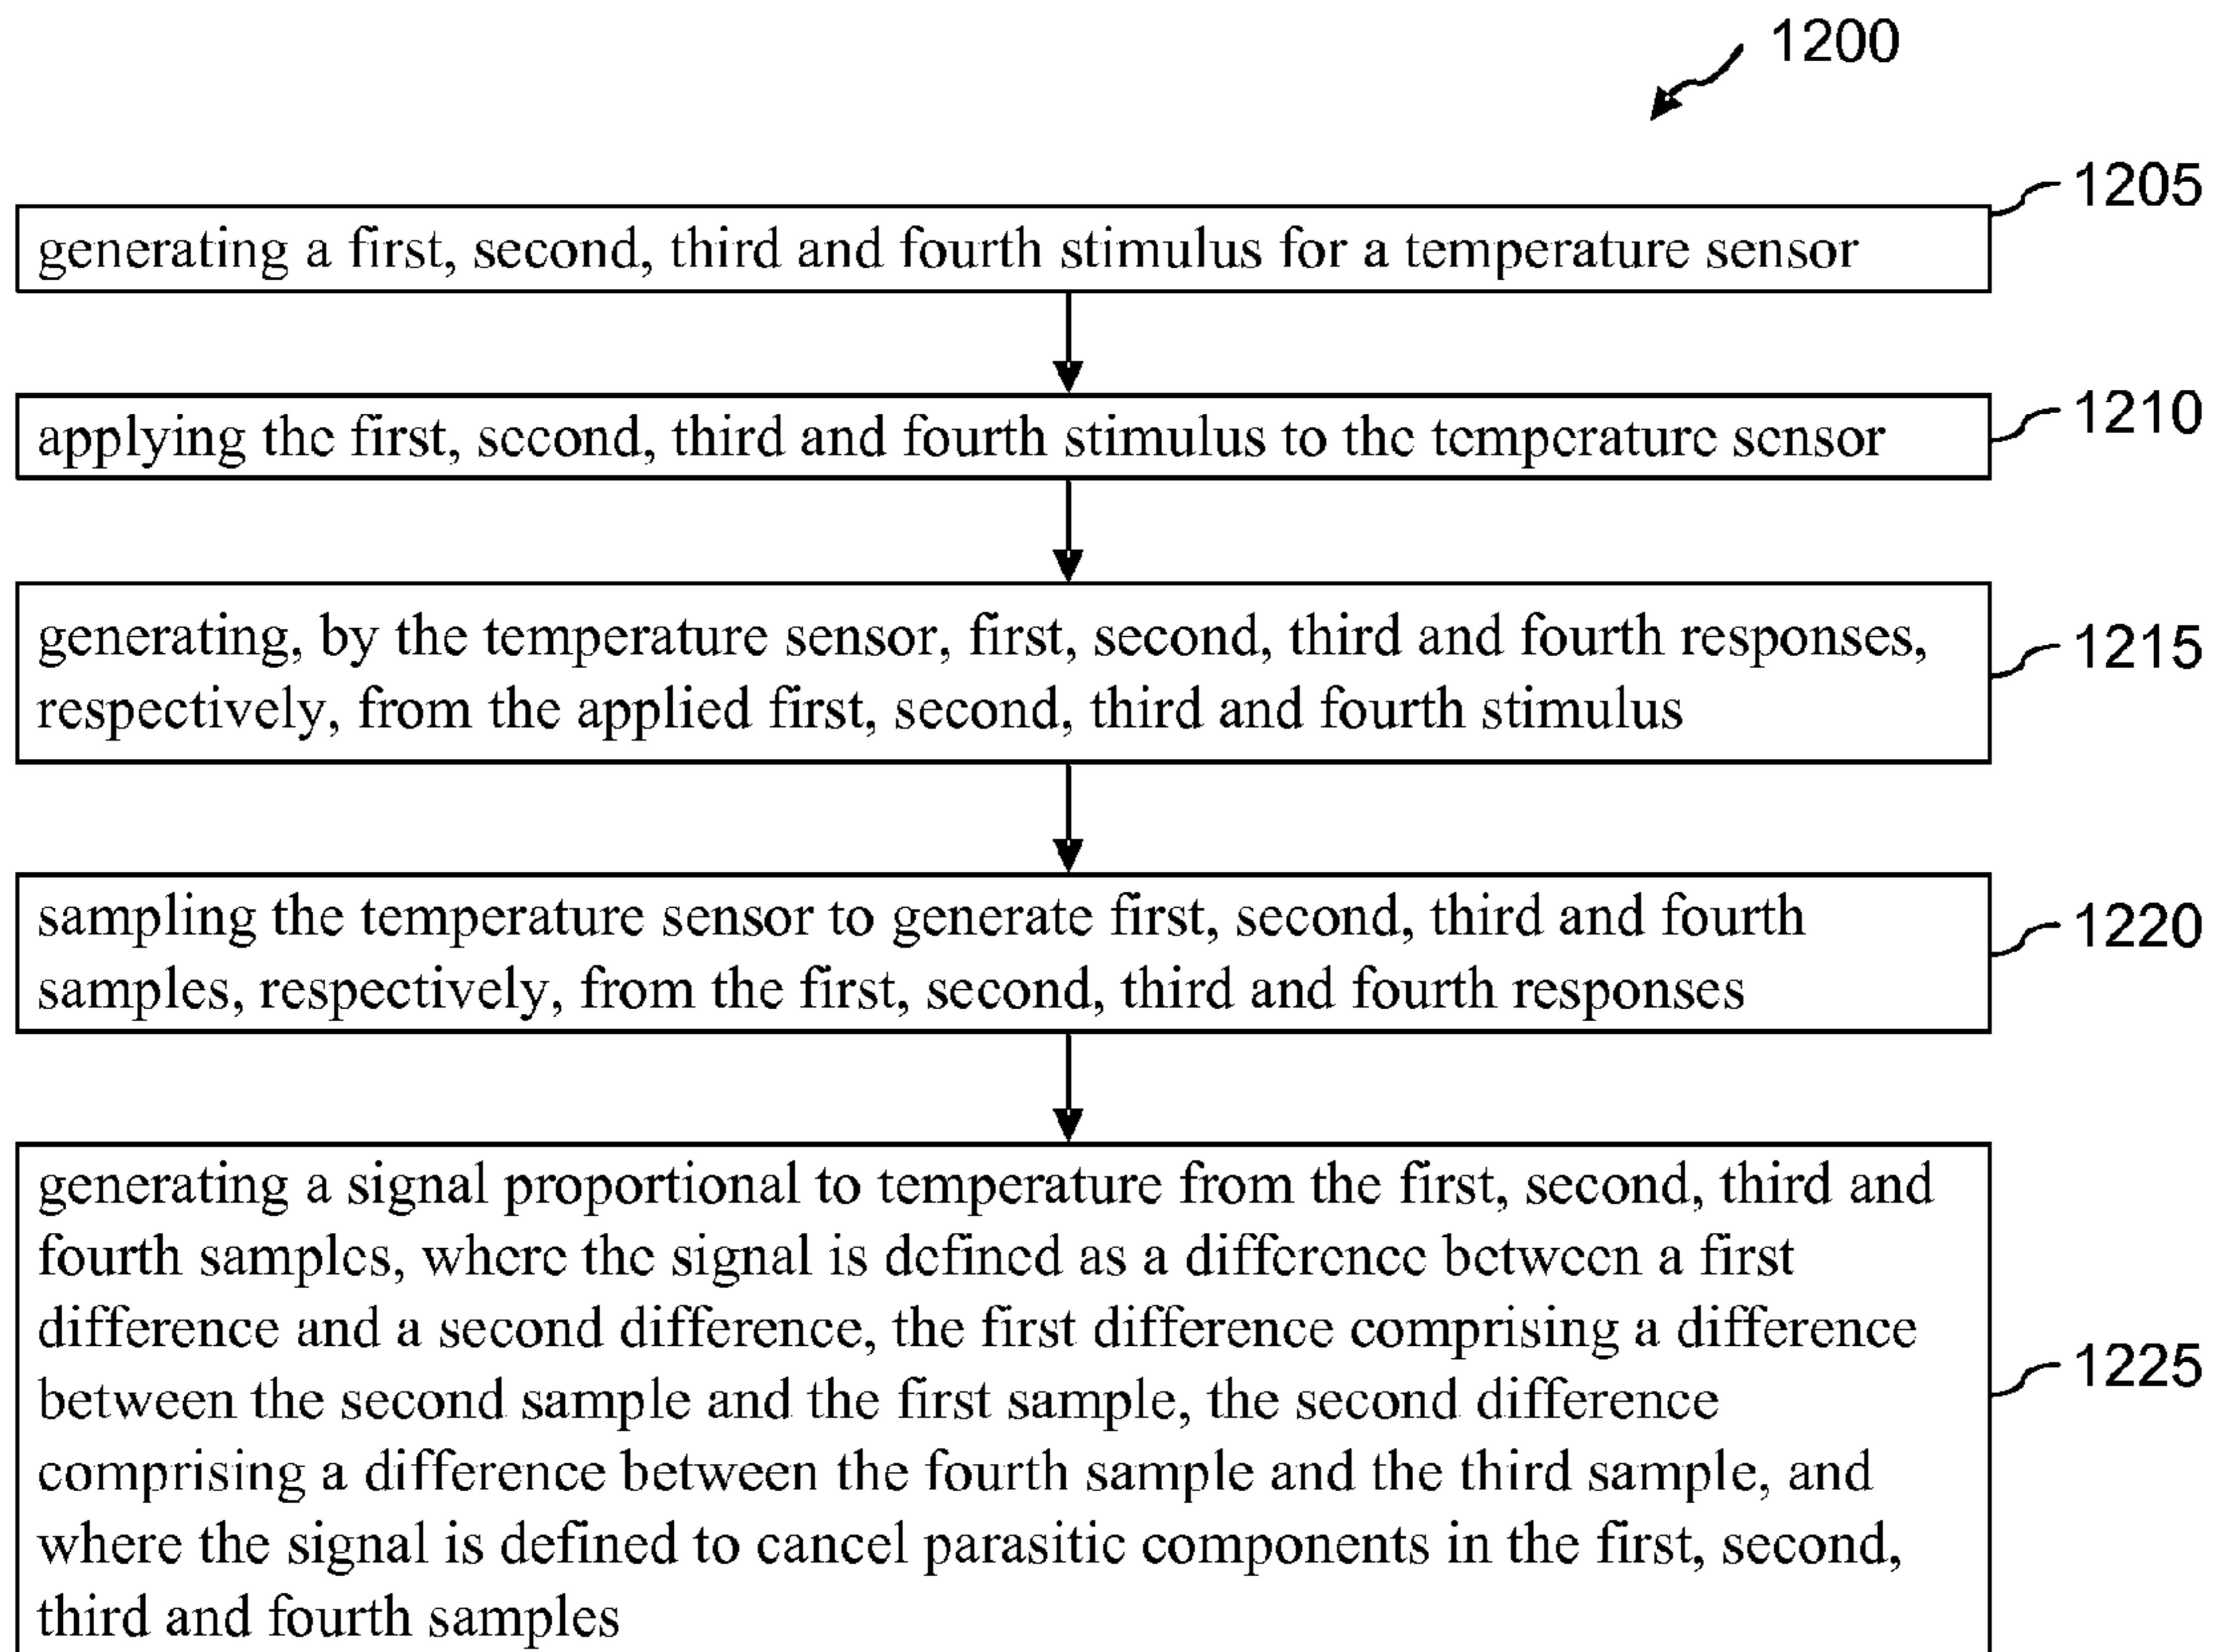 1200
1205
generating a first, second, third and fourth stimulus for a temperature sensor
1210
applying the first, second, third and fourth stimulus to the temperature sensor
generating, by the temperature sensor, first, second, third and fourth responses,
respectively, from the applied first, second, third and fourth stimulus
1215
sampling the temperature sensor to generate first, second, third and fourth
samples, respectively, from the first, second, third and fourth responses
1220
generating a signal proportional to temperature from the first, second, third and
fourth samples, where the signal is defined as a difference between a first
difference and a second difference, the first difference comprising a difference
between the second sample and the first sample, the second difference
comprising a difference between the fourth sample and the third sample, and
where the signal is defined to cancel parasitic components in the first, second,
third and fourth samples
1225